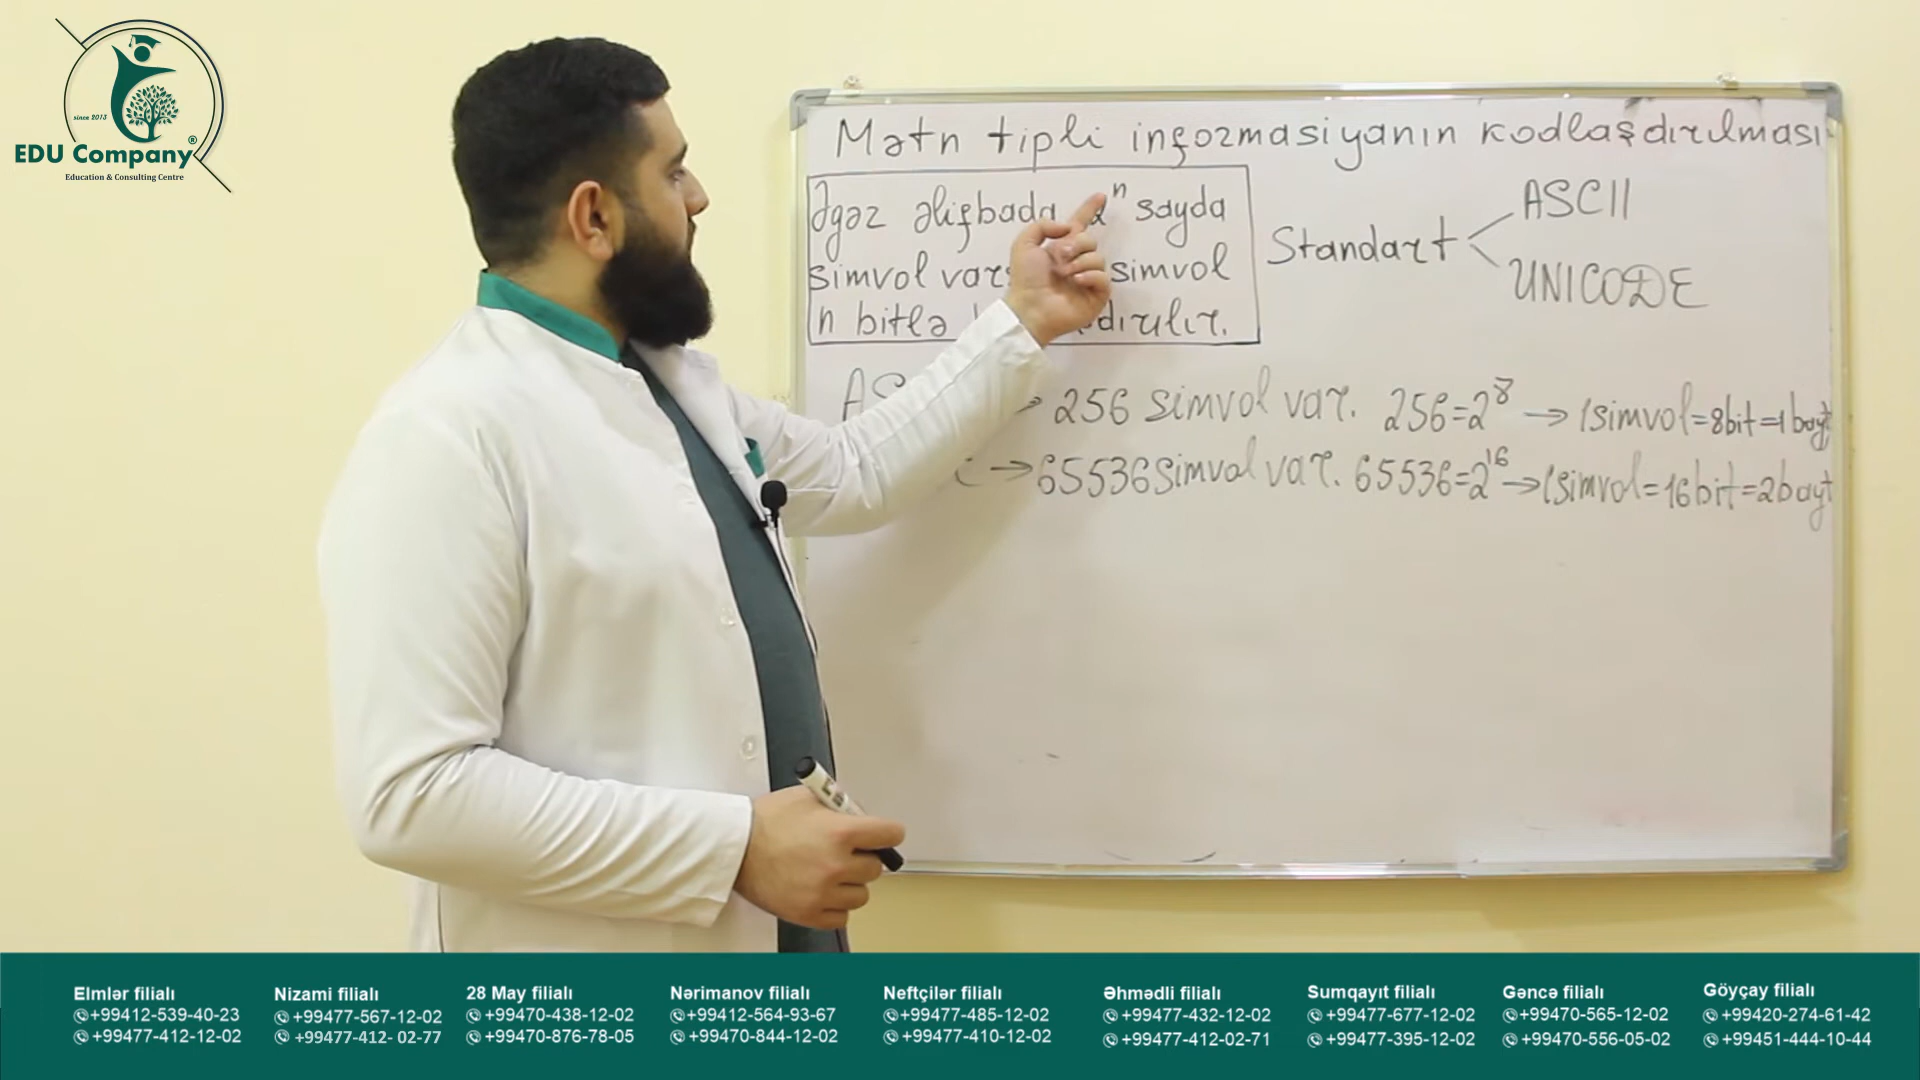 since 2013
EDU Company®
Education & Consulting Centre
Mətn tipli informasiyanın kodlaşdırılması
Əgər əlifbada 2ⁿ sayda
simvol simvol
n bitlə
Standart
ASCII
UNICODE
→ 256 simvol var. 256=2⁸ → 1simvol=8bit=1bayt
→ 65536 simvol var. 65536=2¹⁶ → 1simvol=16bit=2bayt
Elmlər filialı
+99412-539-40-23
+99477-412-12-02
Nizami filialı
+99477-567-12-02
+99477-412- 02-77
28 May filialı
+99470-438-12-02
+99470-876-78-05
Nərimanov filialı
+99412-564-93-67
+99470-844-12-02
Neftçilər filialı
+99477-485-12-02
+99477-410-12-02
Əhmədli filialı
+99477-432-12-02
+99477-412-02-71
Sumqayıt filialı
+99477-677-12-02
+99477-395-12-02
Gəncə filialı
+99470-565-12-02
+99470-556-05-02
Göyçay filialı
+99420-274-61-42
+99451-444-10-44